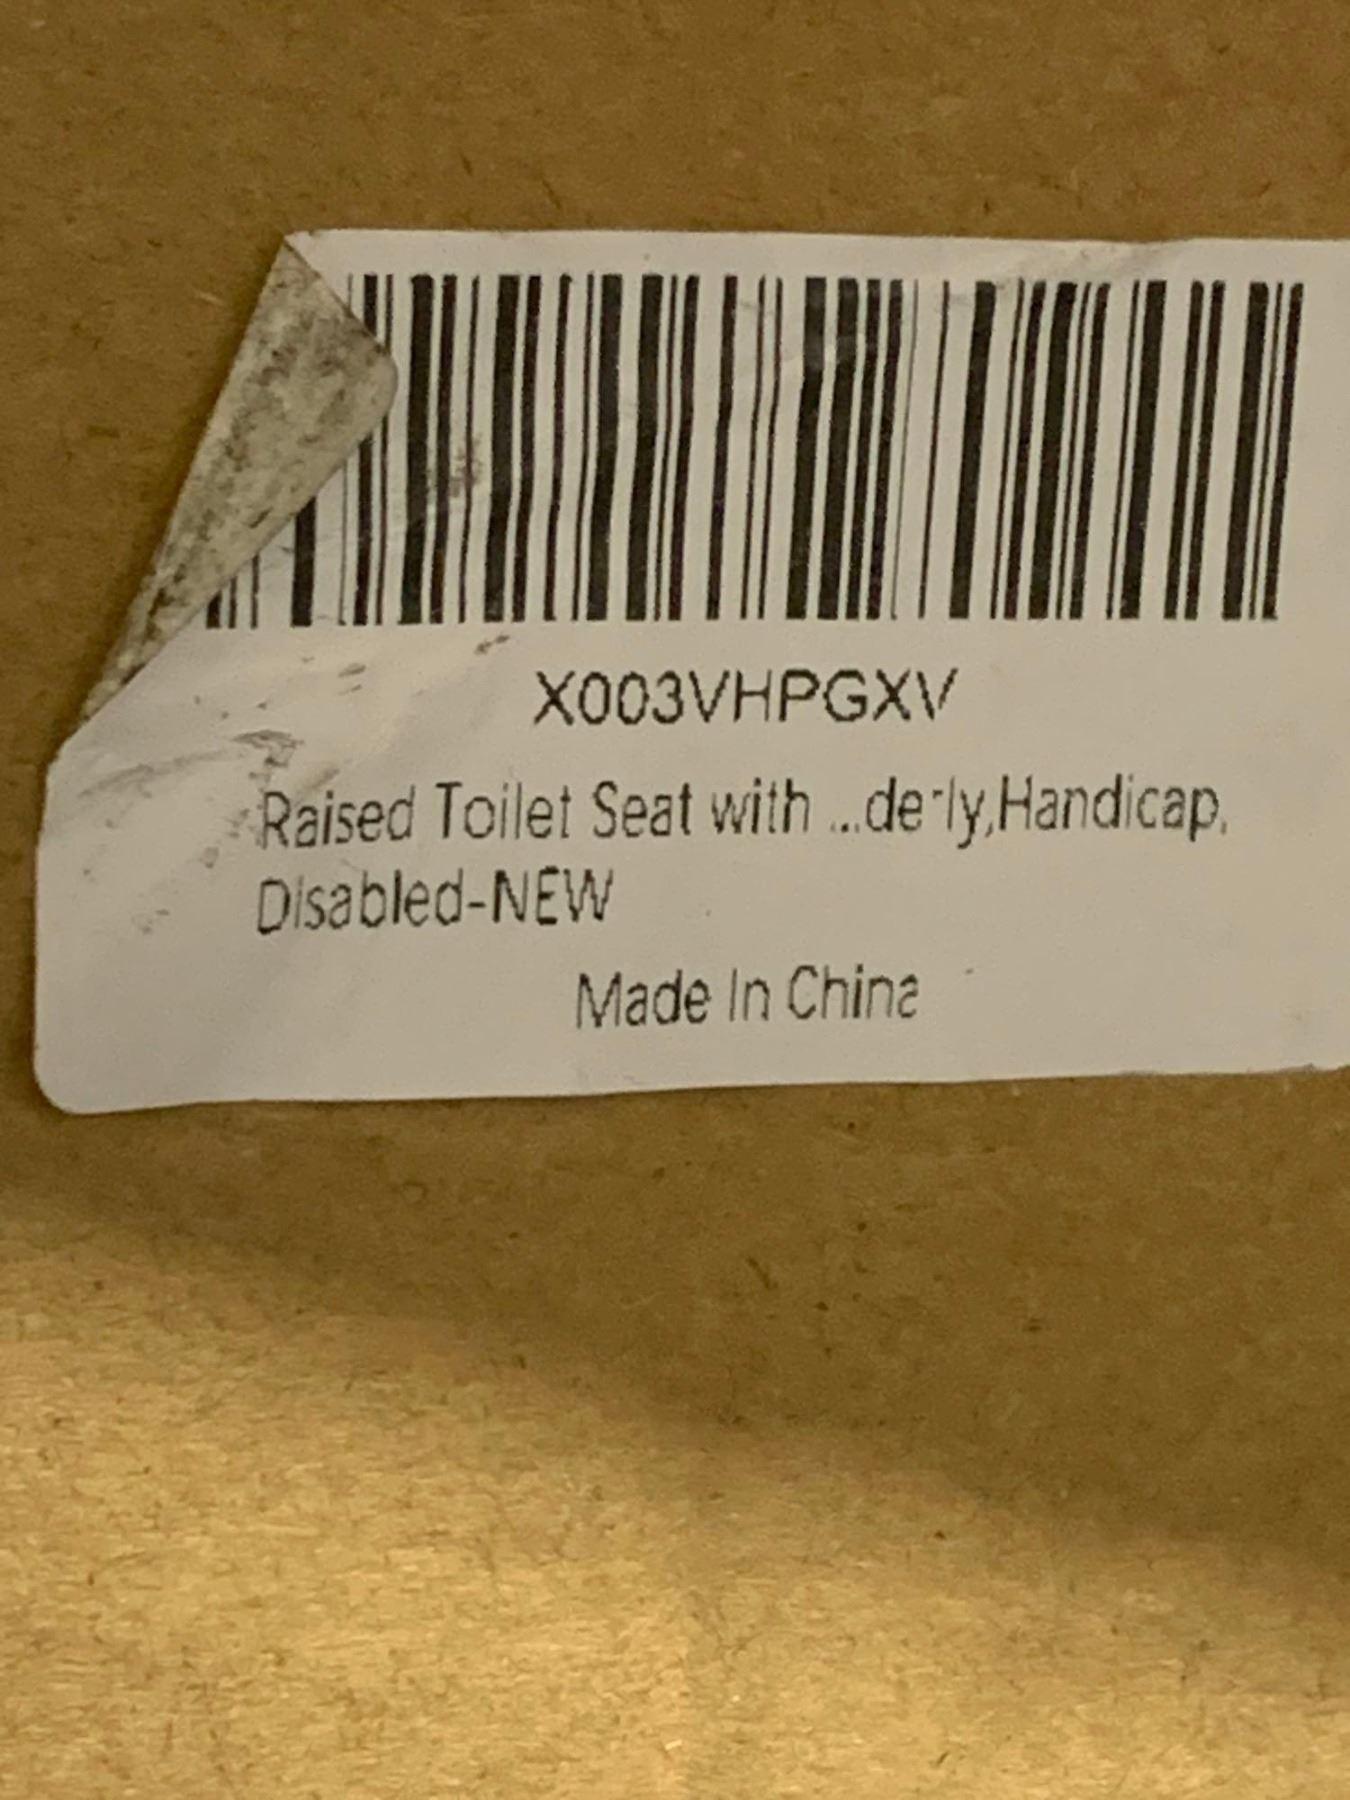 X003VHPGXV
Raised Toilet Seat with ...derly,Handicap,
Disabled-NEW
Made In China